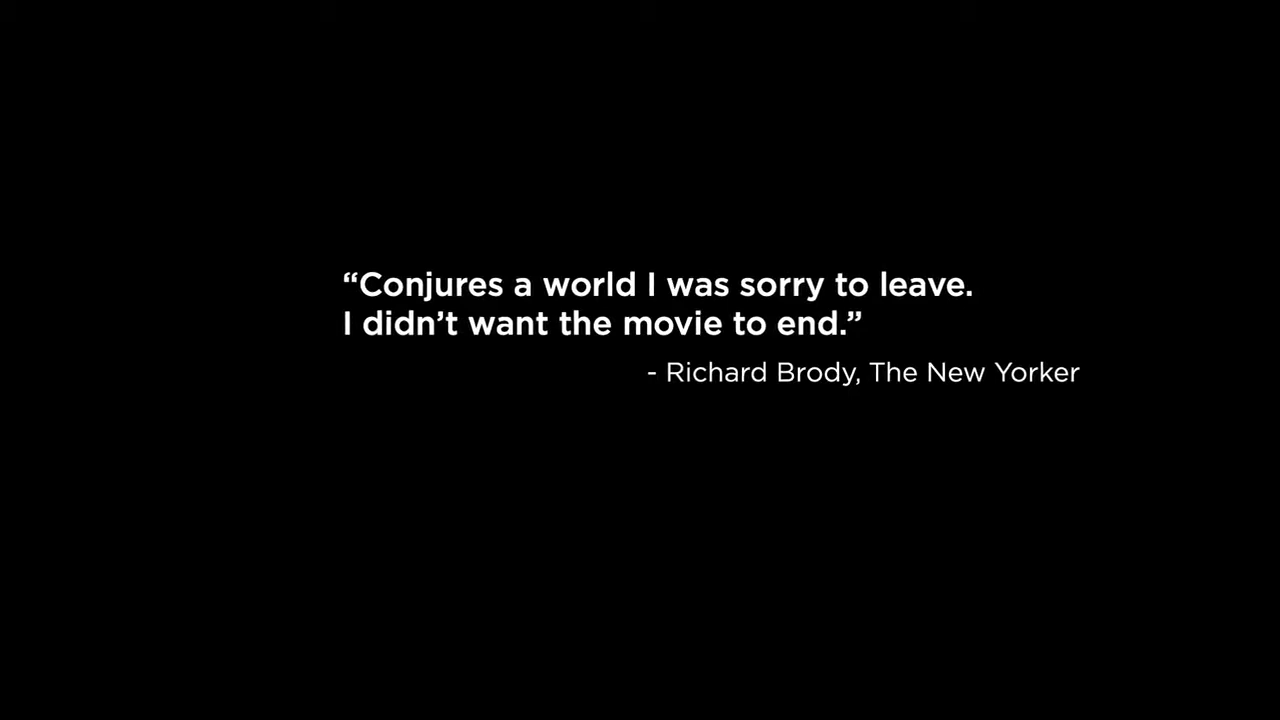 “Conjures a world I was sorry to leave.
I didn’t want the movie to end.”
- Richard Brody, The New Yorker